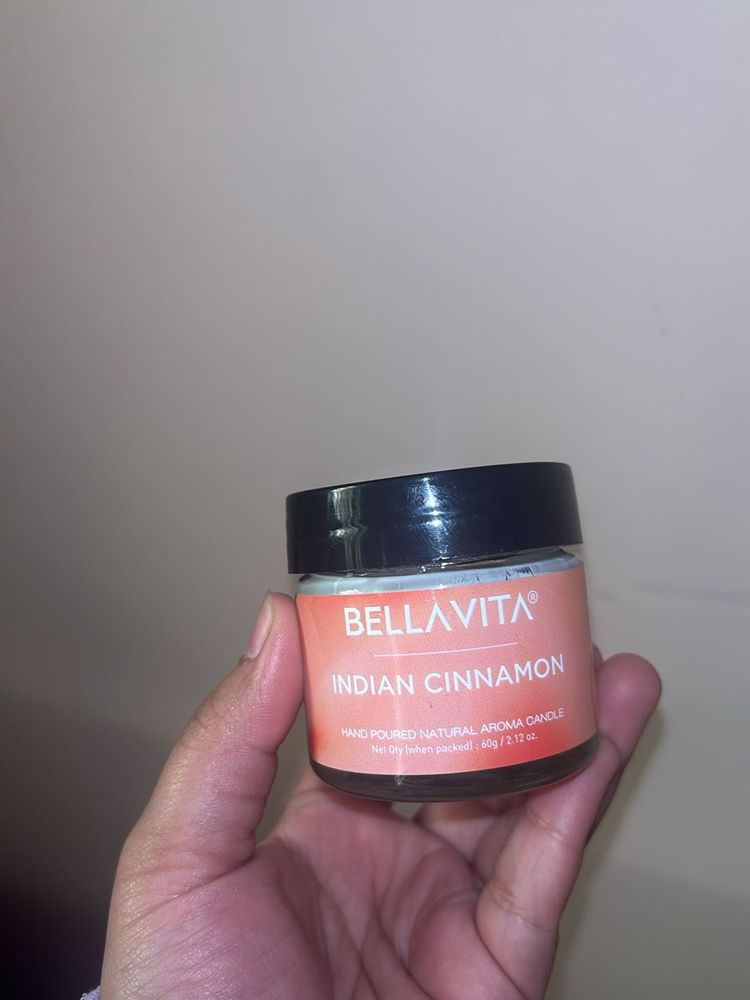 BELLAVITA®
INDIAN CINNAMON
HAND POURED NATURAL AROMA CANDLE
Net Qty (when packed) : 60g / 2.12 oz.